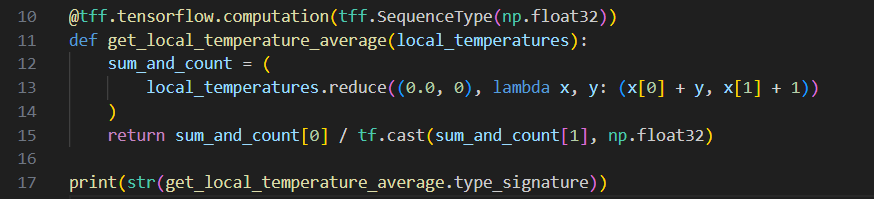 10 @tff.tensorflow.computation(tff.SequenceType(np.float32))
11 def get_local_temperature_average(local_temperatures):
12     sum_and_count = (
13         local_temperatures.reduce((0.0, 0), lambda x, y: (x[0] + y, x[1] + 1))
14     )
15     return sum_and_count[0] / tf.cast(sum_and_count[1], np.float32)
16
17 print(str(get_local_temperature_average.type_signature))